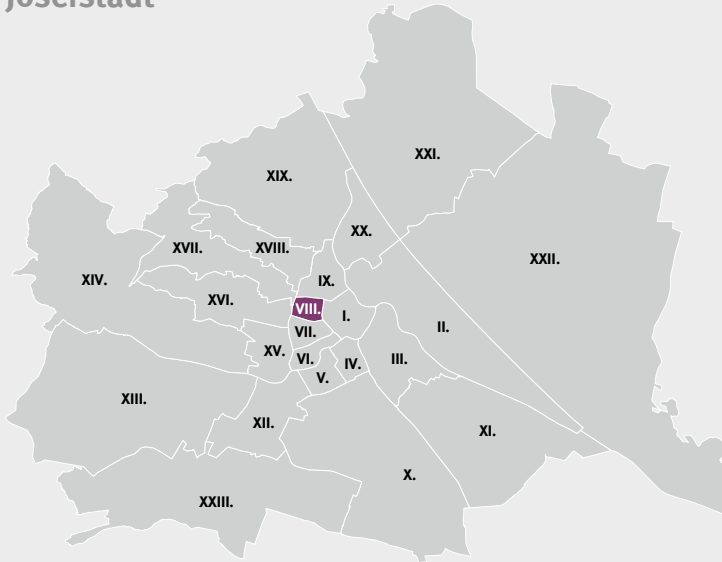 Josefstadt
XXI.
XIX.
XX.
XXII.
XVII.
XVIII.
XIV.
IX.
XVI.
VIII.
I.
II.
VII.
XV.
VI.
IV.
III.
V.
XIII.
XII.
XI.
X.
XXIII.